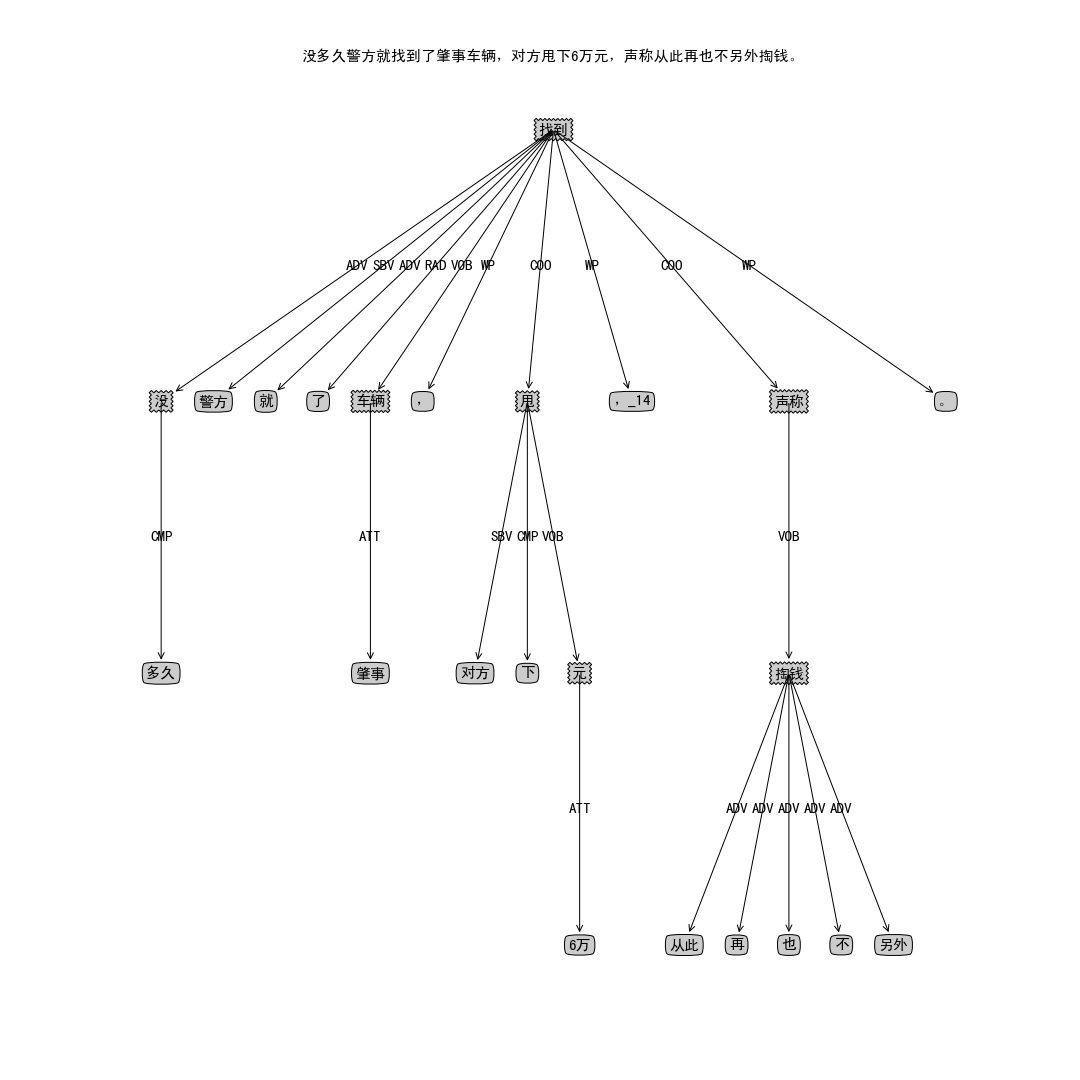 没多久警方就找到了肇事车辆，对方甩下6万元，声称从此再也不另外掏钱。
找到
ADV SBV ADV RAD VOB WP COO WP COO WP
没 警方 就 了 车辆 ， 甩 ，_14 声称 。
CMP ATT SBV CMP VOB VOB
多久 肇事 对方 下 元 掏钱
ATT ADV ADV ADV ADV ADV
6万 从此 再 也 不 另外